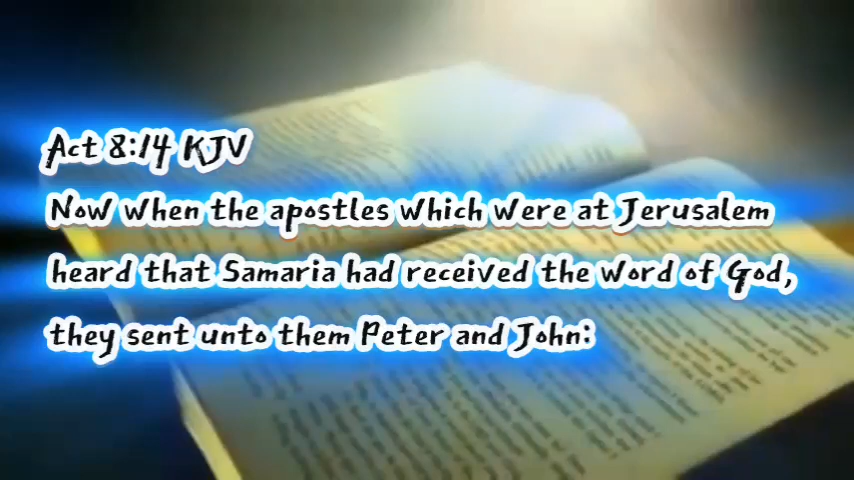 Act 8:14 KJV
Now when the apostles which were at Jerusalem
heard that Samaria had received the word of God,
they sent unto them Peter and John: